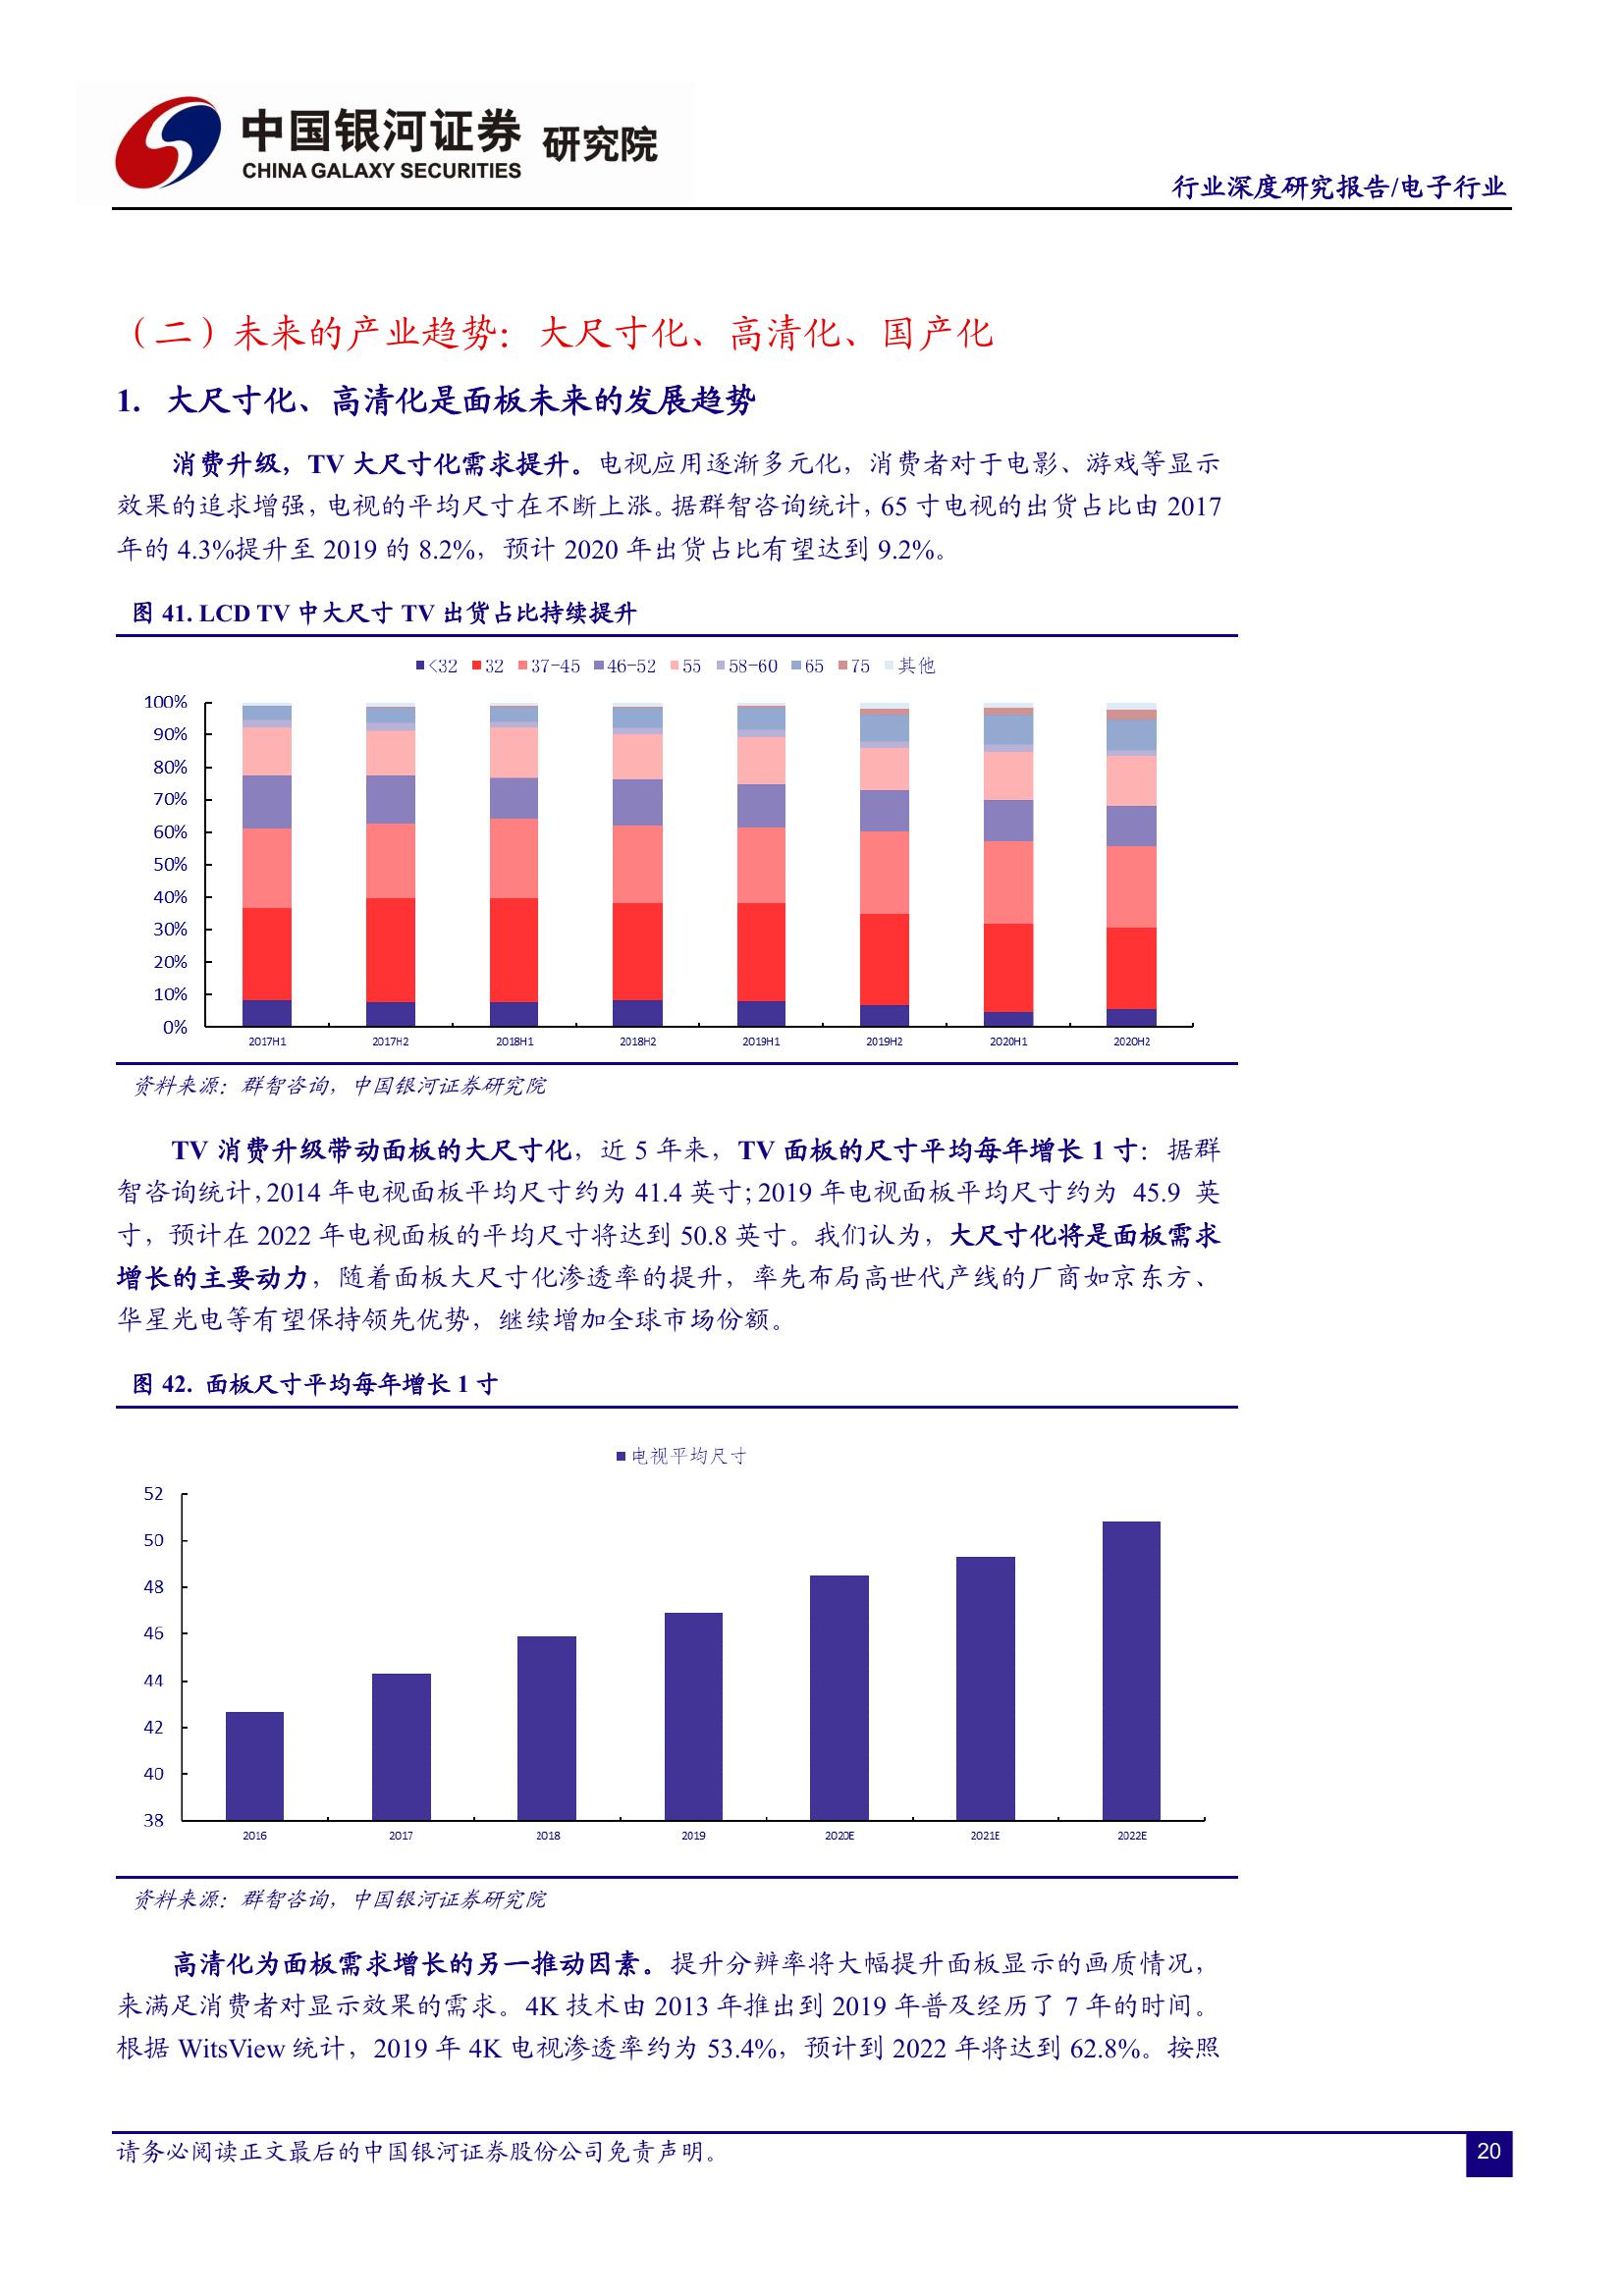 中国银河证券 研究院
CHINA GALAXY SECURITIES
行业深度研究报告/电子行业
（二）未来的产业趋势：大尺寸化、高清化、国产化
1. 大尺寸化、高清化是面板未来的发展趋势
消费升级，TV 大尺寸化需求提升。电视应用逐渐多元化，消费者对于电影、游戏等显示
效果的追求增强，电视的平均尺寸在不断上涨。据群智咨询统计，65 寸电视的出货占比由 2017
年的 4.3%提升至 2019 的 8.2%，预计 2020 年出货占比有望达到 9.2%。
图 41. LCD TV 中大尺寸 TV 出货占比持续提升
<32 32 37-45 46-52 55 58-60 65 75 其他
100%
90%
80%
70%
60%
50%
40%
30%
20%
10%
0%
2017H1 2017H2 2018H1 2018H2 2019H1 2019H2 2020H1 2020H2
资料来源：群智咨询，中国银河证券研究院
TV 消费升级带动面板的大尺寸化，近 5 年来，TV 面板的尺寸平均每年增长 1 寸：据群
智咨询统计，2014 年电视面板平均尺寸约为 41.4 英寸；2019 年电视面板平均尺寸约为 45.9 英
寸，预计在 2022 年电视面板的平均尺寸将达到 50.8 英寸。我们认为，大尺寸化将是面板需求
增长的主要动力，随着面板大尺寸化渗透率的提升，率先布局高世代产线的厂商如京东方、
华星光电等有望保持领先优势，继续增加全球市场份额。
图 42. 面板尺寸平均每年增长 1 寸
电视平均尺寸
52
50
48
46
44
42
40
38
2016 2017 2018 2019 2020E 2021E 2022E
资料来源：群智咨询，中国银河证券研究院
高清化为面板需求增长的另一推动因素。提升分辨率将大幅提升面板显示的画质情况，
来满足消费者对显示效果的需求。4K 技术由 2013 年推出到 2019 年普及经历了 7 年的时间。
根据 WitsView 统计，2019 年 4K 电视渗透率约为 53.4%，预计到 2022 年将达到 62.8%。按照
请务必阅读正文最后的中国银河证券股份公司免责声明。
20